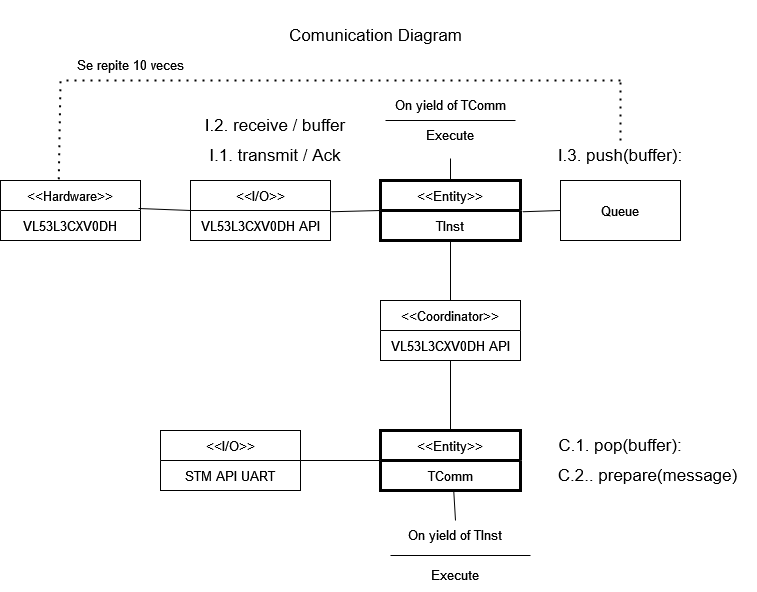 Comunication Diagram
Se repite 10 veces
On yield of TComm
Execute
I.2. receive / buffer
I.1. transmit / Ack
I.3. push(buffer):
<<Hardware>>
VL53L3CXV0DH
<<I/O>>
VL53L3CXV0DH API
<<Entity>>
TInst
Queue
<<Coordinator>>
VL53L3CXV0DH API
<<I/O>>
STM API UART
<<Entity>>
TComm
C.1. pop(buffer):
C.2.. prepare(message)
On yield of TInst
Execute